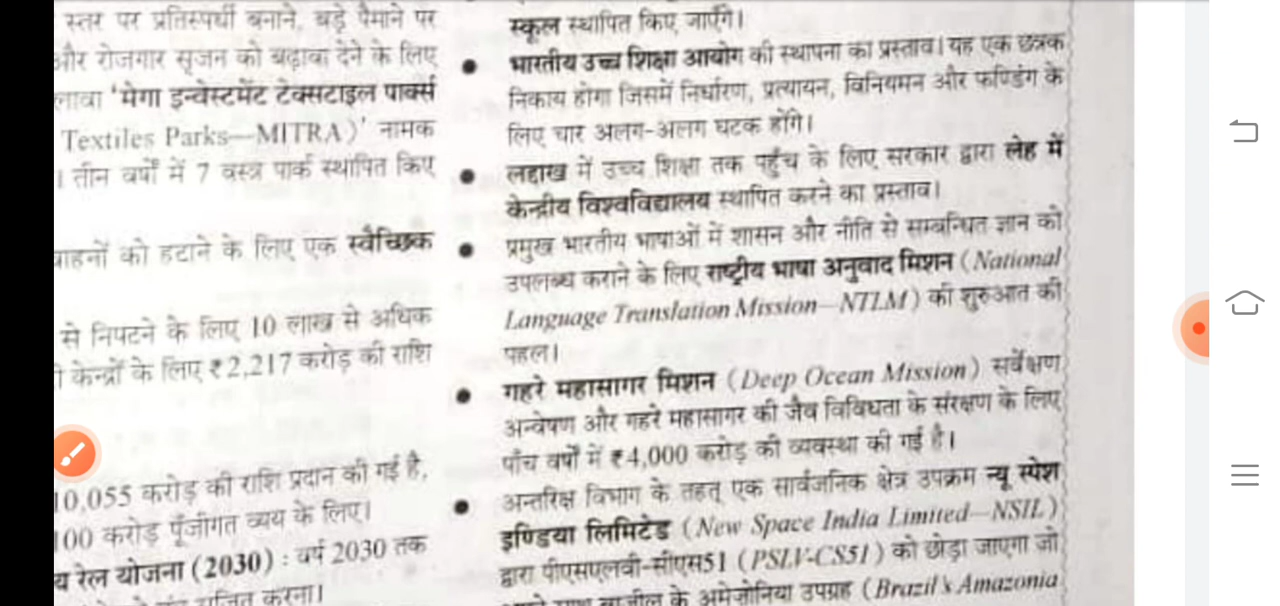 स्तर पर प्रतिस्पर्धी बनाने, बड़े पैमाने पर
और रोजगार सृजन को बढ़ावा देने के लिए
लावा 'मेगा इन्वेस्टमेंट टेक्सटाइल पार्क्स
Textiles Parks—MITRA)' नामक
। तीन वर्षों में 7 वस्त्र पार्क स्थापित किए
वाहनों को हटाने के लिए एक स्वैच्छिक
से निपटने के लिए 10 लाख से अधिक
केन्द्रों के लिए ₹2,217 करोड़ की राशि
10,055 करोड़ की राशि प्रदान की गई है,
100 करोड़ पूँजीगत व्यय के लिए।
य रेल योजना (2030) : वर्ष 2030 तक
सृजित करना।
स्कूल स्थापित किए जाएँगे।
● भारतीय उच्च शिक्षा आयोग की स्थापना का प्रस्ताव। यह एक छत्रक
निकाय होगा जिसमें निर्धारण, प्रत्यायन, विनियमन और फण्डिंग के
लिए चार अलग-अलग घटक होंगे।
● लद्दाख में उच्च शिक्षा तक पहुँच के लिए सरकार द्वारा लेह में
केन्द्रीय विश्वविद्यालय स्थापित करने का प्रस्ताव।
● प्रमुख भारतीय भाषाओं में शासन और नीति से सम्बन्धित ज्ञान को
उपलब्ध कराने के लिए राष्ट्रीय भाषा अनुवाद मिशन (National
Language Translation Mission—NTLM) की शुरुआत की
पहल।
● गहरे महासागर मिशन (Deep Ocean Mission) सर्वेक्षण
अन्वेषण और गहरे महासागर की जैव विविधता के संरक्षण के लिए
पाँच वर्षों में ₹4,000 करोड़ की व्यवस्था की गई है।
● अन्तरिक्ष विभाग के तहत् एक सार्वजनिक क्षेत्र उपक्रम न्यू स्पेश
इण्डिया लिमिटेड (New Space India Limited—NSIL)
द्वारा पीएसएलवी-सीएस51 (PSLV-CS51) को छोड़ा जाएगा जो
साथ ब्राजील के अमेजोनिया उपग्रह (Brazil's Amazonia